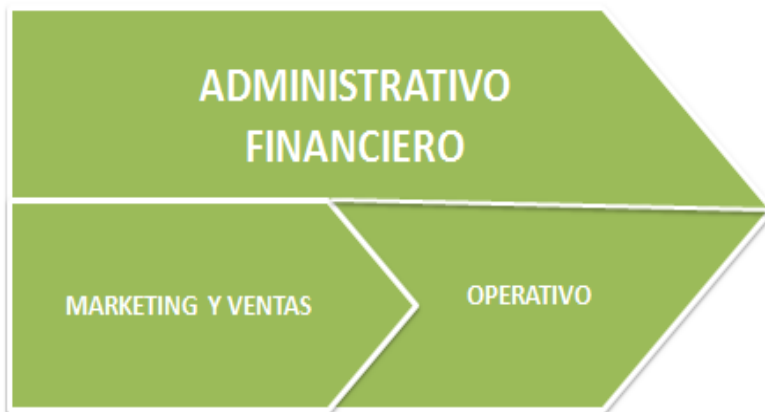 ADMINISTRATIVO
FINANCIERO
MARKETING Y VENTAS
OPERATIVO